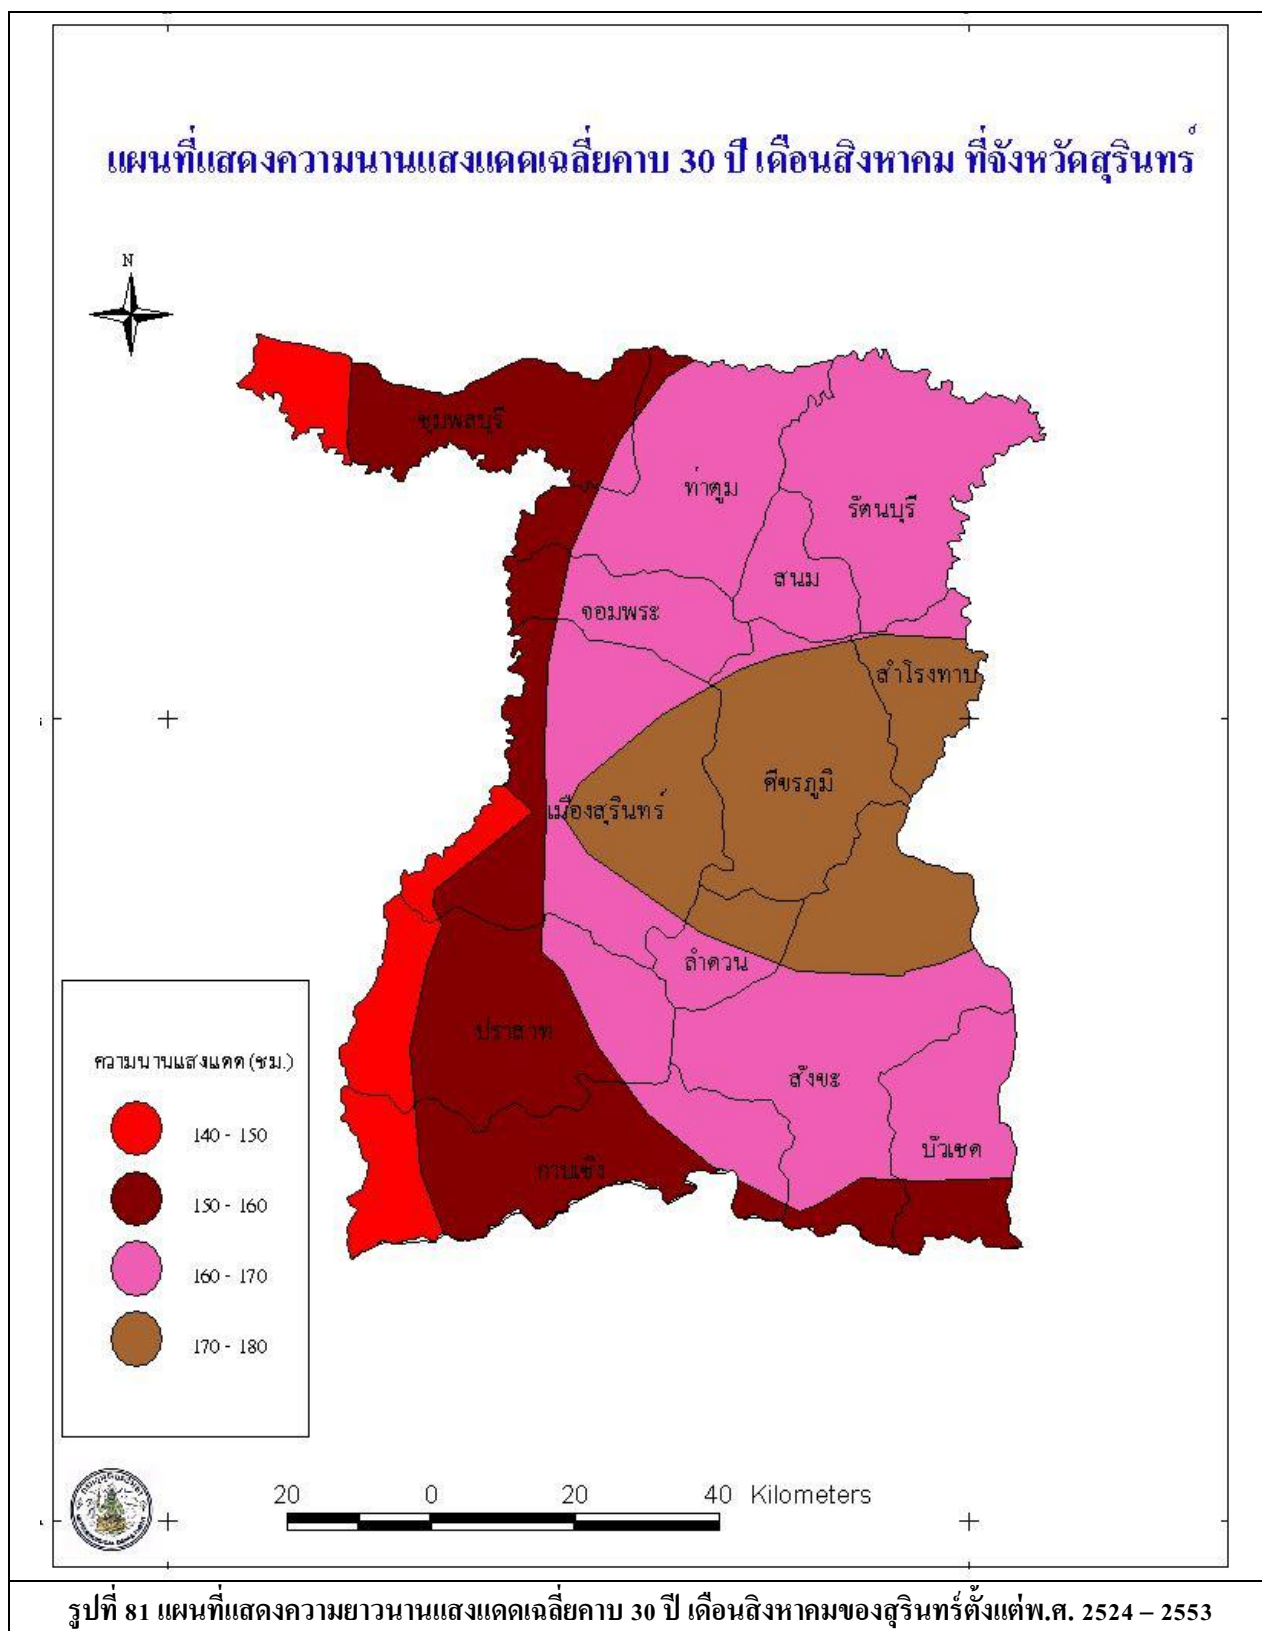 แผนที่แสดงความนานแสงแดดเฉลี่ยคาบ 30 ปี เดือนสิงหาคม ที่จังหวัดสุรินทร์
N
ชุมพลบุรี
ท่าตูม
รัตนบุรี
สนม
จอมพระ
สำโรงทาบ
ศีขรภูมิ
เมืองสุรินทร์
ลำดวน
ปราสาท
สังขะ
บัวเชด
กาบเชิง
ความนานแสงแดด (ชม.)
140 - 150
150 - 160
160 - 170
170 - 180
20 0 20 40 Kilometers
รูปที่ 81 แผนที่แสดงความยาวนานแสงแดดเฉลี่ยคาบ 30 ปี เดือนสิงหาคมของสุรินทร์ตั้งแต่พ.ศ. 2524 – 2553